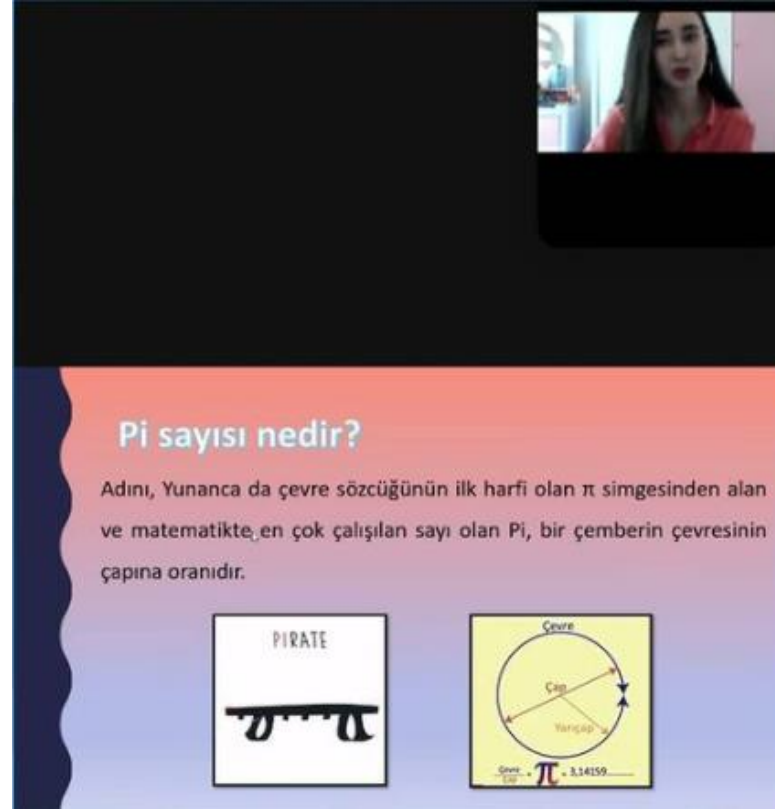 Pi sayısı nedir?
Adını, Yunanca da çevre sözcüğünün ilk harfi olan π simgesinden alan
ve matematikte en çok çalışılan sayı olan Pi, bir çemberin çevresinin
çapına oranıdır.
PIRATE
Çevre
Çap
Yarıçap
Çevre
Çap
= π = 3,14159